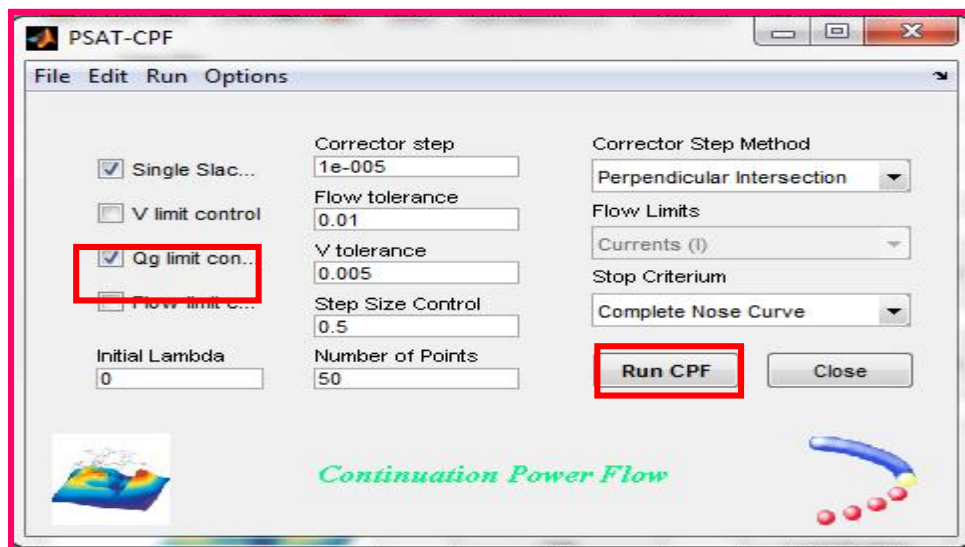 PSAT-CPF
File Edit Run Options
Single Slac...
V limit control
Qg limit con...
Flow limit c...
Initial Lambda
0
Corrector step
1e-005
Flow tolerance
0.01
V tolerance
0.005
Step Size Control
0.5
Number of Points
50
Corrector Step Method
Perpendicular Intersection
Flow Limits
Currents (I)
Stop Criterium
Complete Nose Curve
Run CPF
Close
Continuation Power Flow